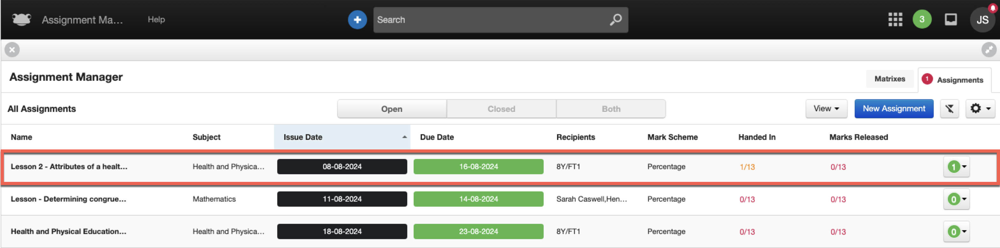 Assignment Ma... Help Search 3 JS
Assignment Manager Matrixes 1 Assignments
All Assignments Open Closed Both View New Assignment
Name Subject Issue Date Due Date Recipients Mark Scheme Handed In Marks Released
Lesson 2 - Attributes of a healt... Health and Physica... 08-08-2024 16-08-2024 8Y/FT1 Percentage 1/13 0/13 1
Lesson - Determining congrue... Mathematics 11-08-2024 14-08-2024 Sarah Caswell,Hen... Percentage 0/13 0/13 0
Health and Physical Education... Health and Physica... 18-08-2024 23-08-2024 8Y/FT1 Percentage 0/13 0/13 0